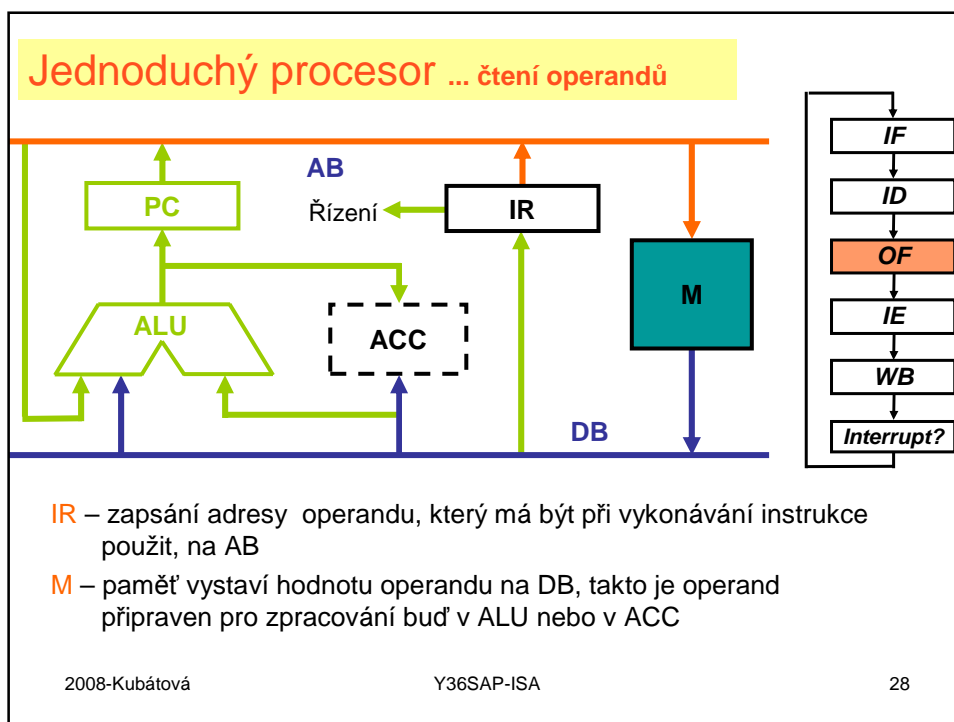 Jednoduchý procesor ... čtení operandů
AB
PC
Řízení
IR
M
ALU
ACC
DB
IF
ID
OF
IE
WB
Interrupt?
IR – zapsání adresy operandu, který má být při vykonávání instrukce
použit, na AB
M – paměť vystaví hodnotu operandu na DB, takto je operand
připraven pro zpracování buď v ALU nebo v ACC
2008-Kubátová
Y36SAP-ISA
28